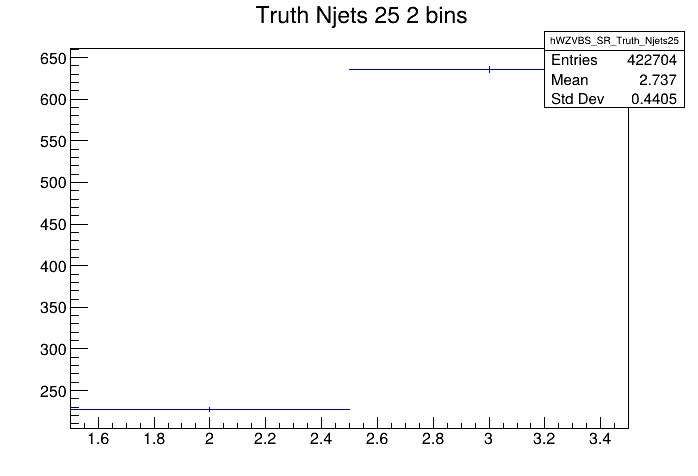 Truth Njets 25 2 bins
hWZVBS_SR_Truth_Njets25
Entries 422704
Mean 2.737
Std Dev 0.4405
650
600
550
500
450
400
350
300
250
1.6 1.8 2 2.2 2.4 2.6 2.8 3 3.2 3.4